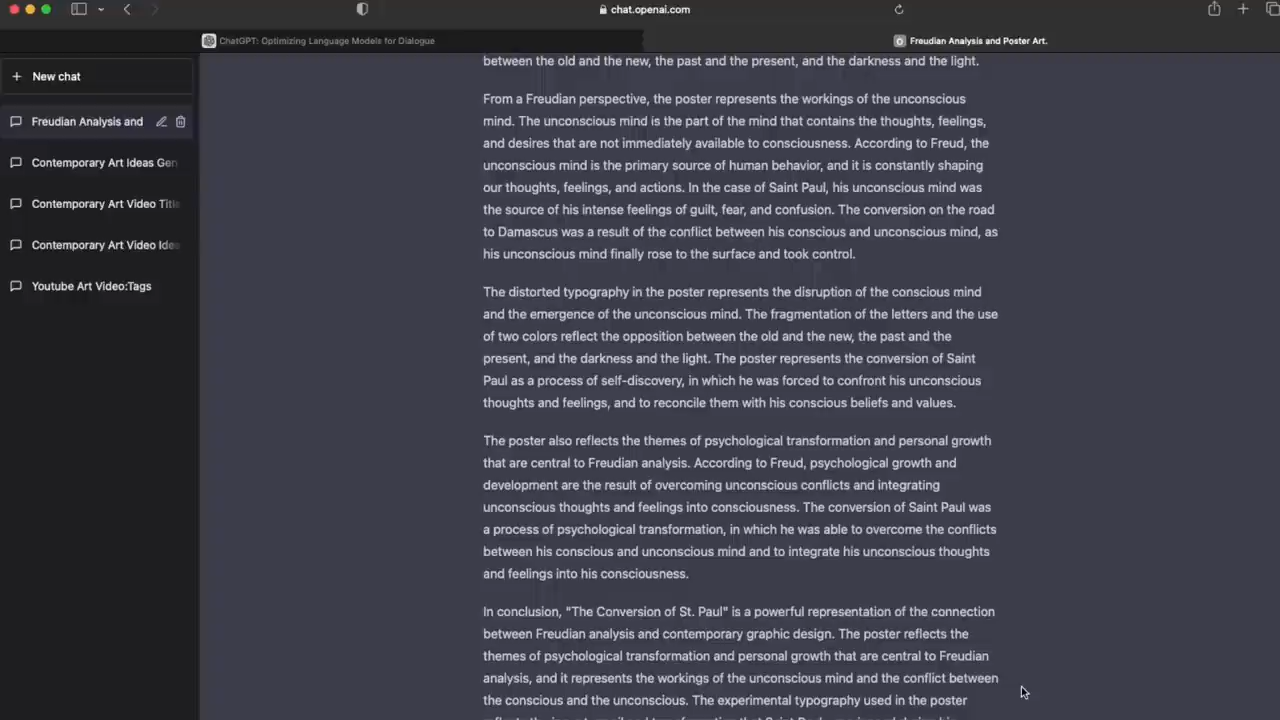 chat.openai.com
ChatGPT: Optimizing Language Models for Dialogue
Freudian Analysis and Poster Art.
New chat
Freudian Analysis and
Contemporary Art Ideas Gen
Contemporary Art Video Title
Contemporary Art Video Idea
Youtube Art Video:Tags
between the old and the new, the past and the present, and the darkness and the light.
From a Freudian perspective, the poster represents the workings of the unconscious
mind. The unconscious mind is the part of the mind that contains the thoughts, feelings,
and desires that are not immediately available to consciousness. According to Freud, the
unconscious mind is the primary source of human behavior, and it is constantly shaping
our thoughts, feelings, and actions. In the case of Saint Paul, his unconscious mind was
the source of his intense feelings of guilt, fear, and confusion. The conversion on the road
to Damascus was a result of the conflict between his conscious and unconscious mind, as
his unconscious mind finally rose to the surface and took control.
The distorted typography in the poster represents the disruption of the conscious mind
and the emergence of the unconscious mind. The fragmentation of the letters and the use
of two colors reflect the opposition between the old and the new, the past and the
present, and the darkness and the light. The poster represents the conversion of Saint
Paul as a process of self-discovery, in which he was forced to confront his unconscious
thoughts and feelings, and to reconcile them with his conscious beliefs and values.
The poster also reflects the themes of psychological transformation and personal growth
that are central to Freudian analysis. According to Freud, psychological growth and
development are the result of overcoming unconscious conflicts and integrating
unconscious thoughts and feelings into consciousness. The conversion of Saint Paul was
a process of psychological transformation, in which he was able to overcome the conflicts
between his conscious and unconscious mind and to integrate his unconscious thoughts
and feelings into his consciousness.
In conclusion, "The Conversion of St. Paul" is a powerful representation of the connection
between Freudian analysis and contemporary graphic design. The poster reflects the
themes of psychological transformation and personal growth that are central to Freudian
analysis, and it represents the workings of the unconscious mind and the conflict between
the conscious and the unconscious. The experimental typography used in the poster